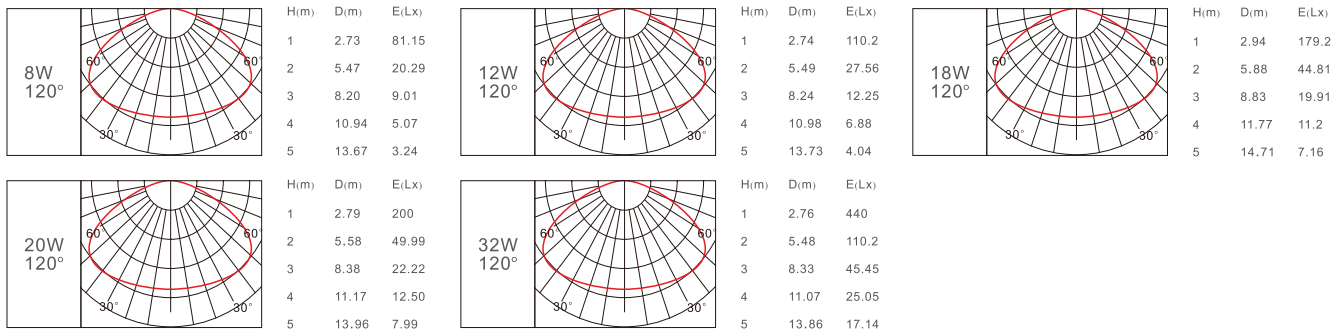 8W
120°
60°
60°
30°
30°
H(m) D(m) E(Lx)
1 2.73 81.15
2 5.47 20.29
3 8.20 9.01
4 10.94 5.07
5 13.67 3.24
12W
120°
60°
60°
30°
30°
H(m) D(m) E(Lx)
1 2.74 110.2
2 5.49 27.56
3 8.24 12.25
4 10.98 6.88
5 13.73 4.04
18W
120°
60°
60°
30°
30°
H(m) D(m) E(Lx)
1 2.94 179.2
2 5.88 44.81
3 8.83 19.91
4 11.77 11.2
5 14.71 7.16
20W
120°
60°
60°
30°
30°
H(m) D(m) E(Lx)
1 2.79 200
2 5.58 49.99
3 8.38 22.22
4 11.17 12.50
5 13.96 7.99
32W
120°
60°
60°
30°
30°
H(m) D(m) E(Lx)
1 2.76 440
2 5.48 110.2
3 8.33 45.45
4 11.07 25.05
5 13.86 17.14